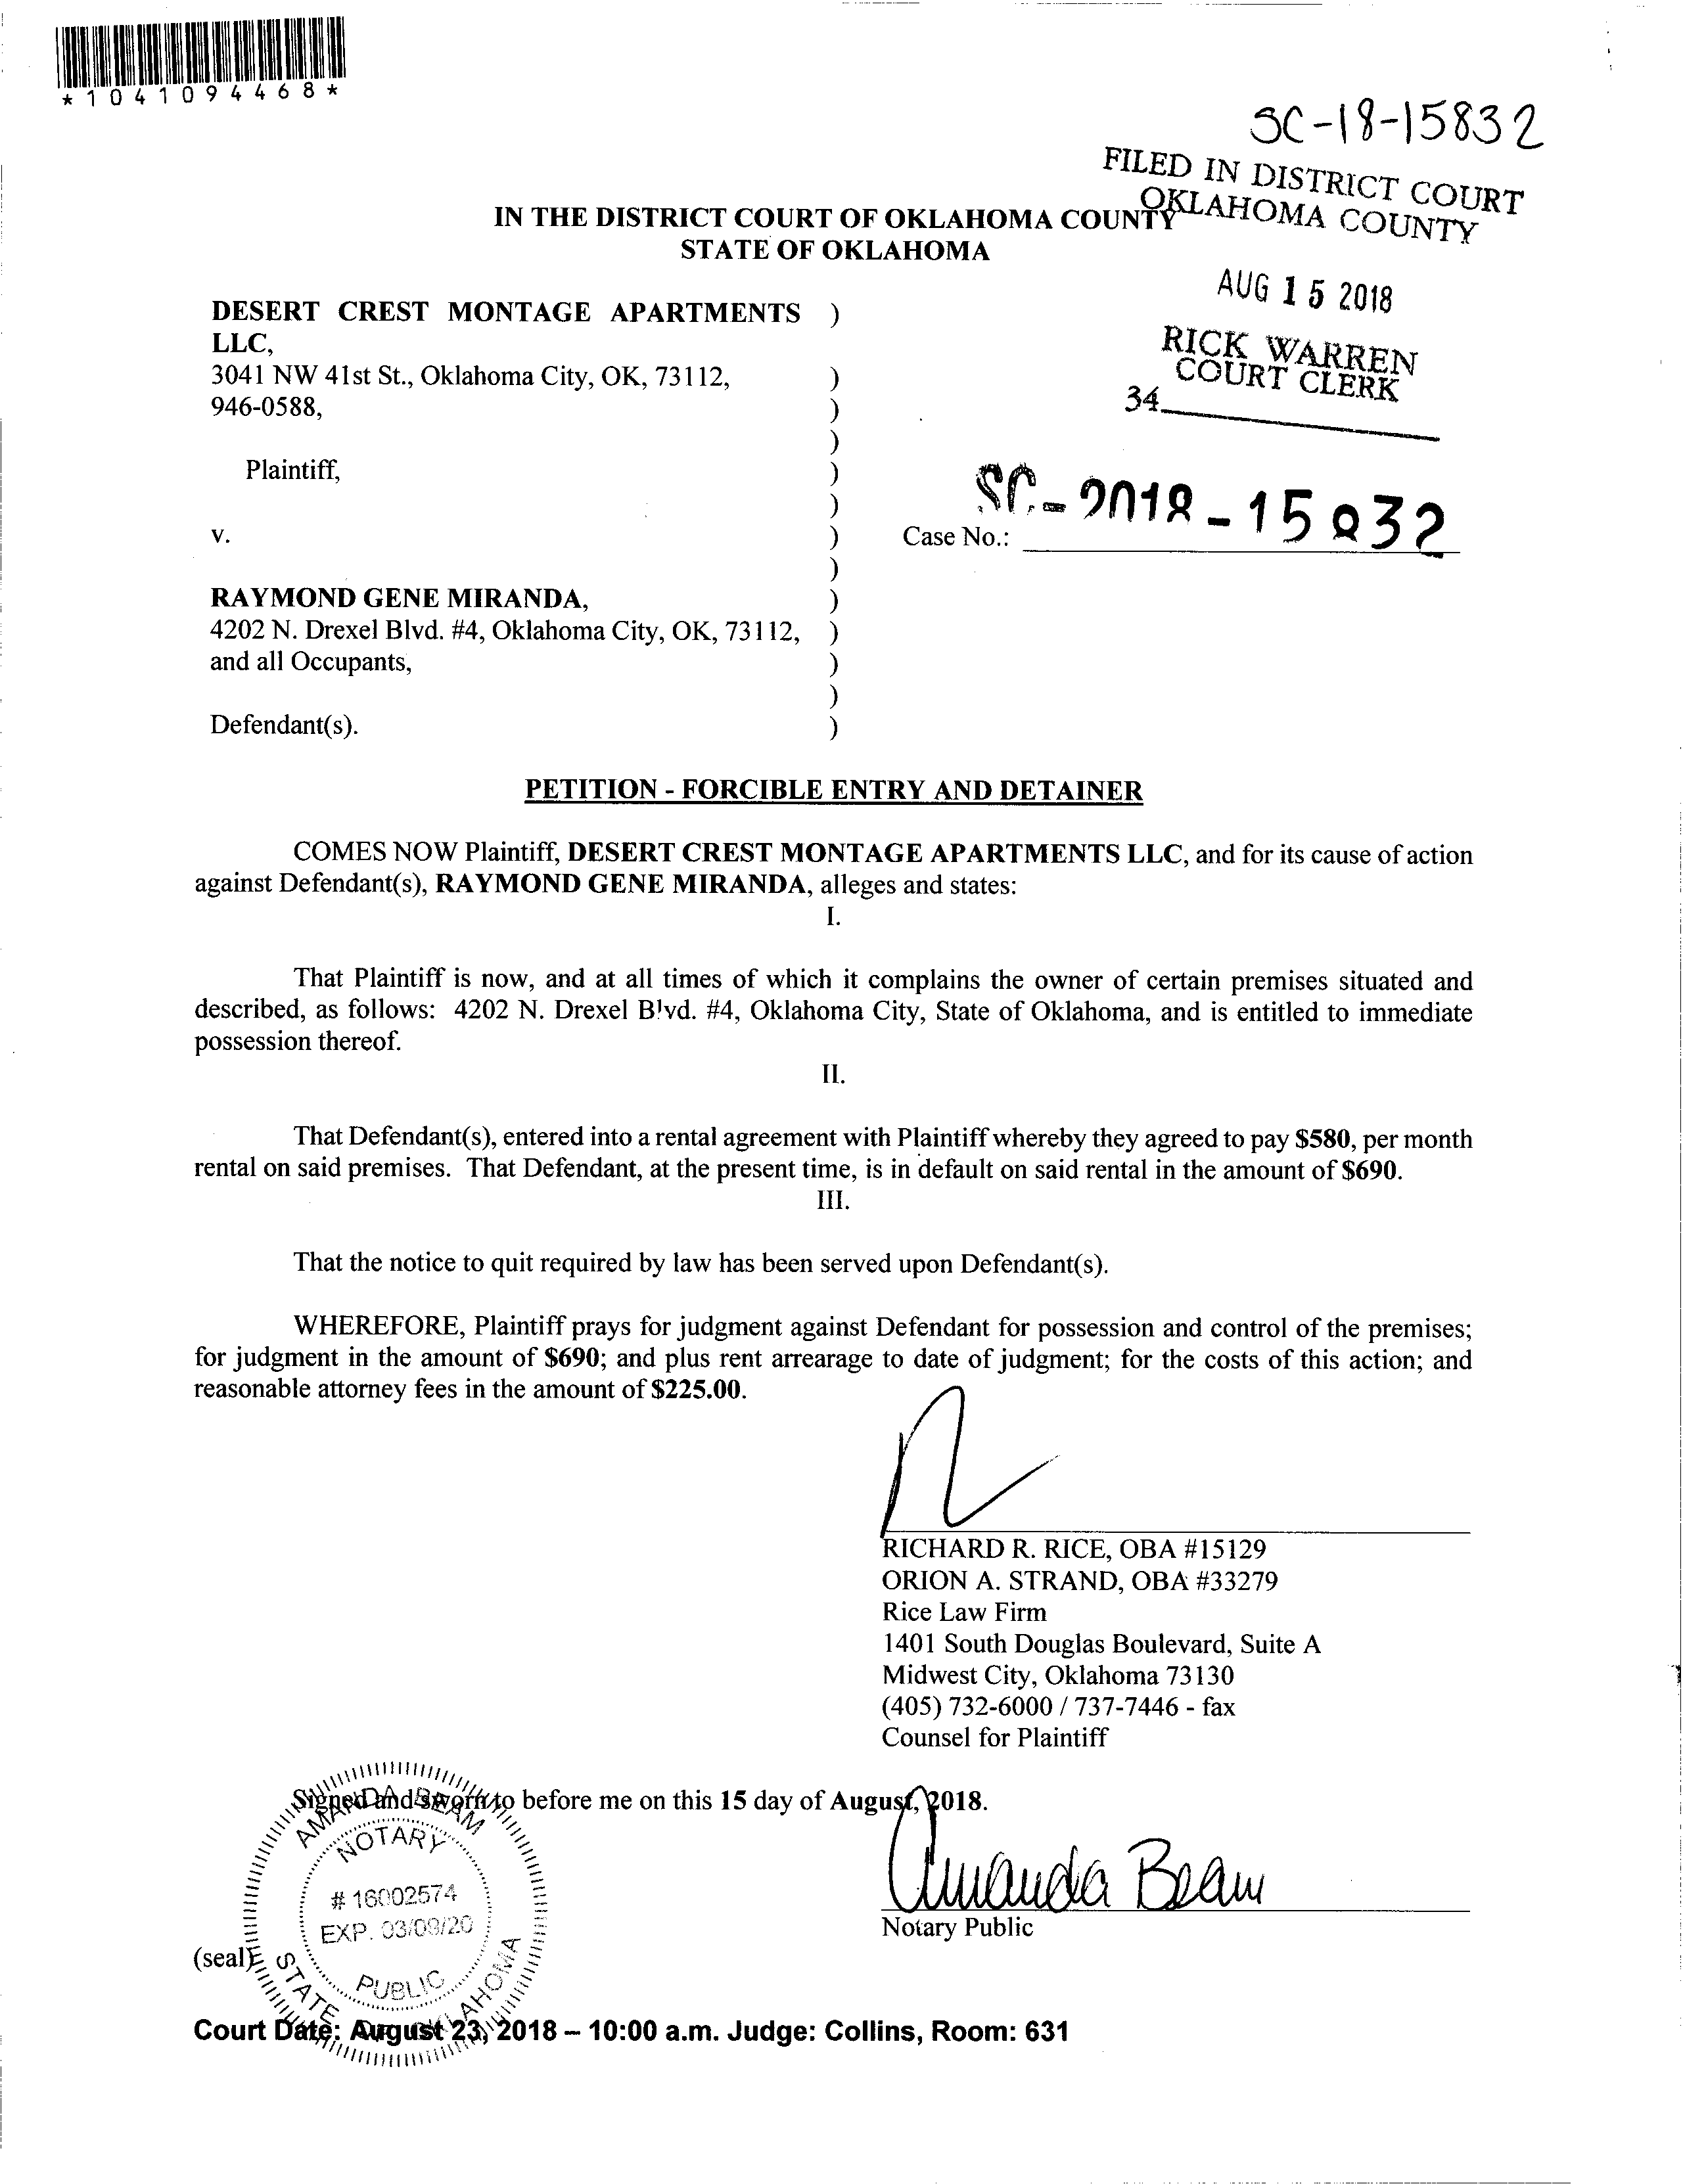 *1041094468*
SC-18-15832
FILED IN DISTRICT COURT
OKLAHOMA COUNTY
IN THE DISTRICT COURT OF OKLAHOMA COUNTY
STATE OF OKLAHOMA
AUG 15 2018
RICK WARREN
COURT CLERK
34
DESERT CREST MONTAGE APARTMENTS )
LLC,
3041 NW 41st St., Oklahoma City, OK, 73112, )
946-0588, )
)
Plaintiff, )
)
SC-2018-15832
v. ) Case No.:
)
RAYMOND GENE MIRANDA, )
4202 N. Drexel Blvd. #4, Oklahoma City, OK, 73112, )
and all Occupants, )
)
Defendant(s). )
PETITION - FORCIBLE ENTRY AND DETAINER
COMES NOW Plaintiff, DESERT CREST MONTAGE APARTMENTS LLC, and for its cause of action
against Defendant(s), RAYMOND GENE MIRANDA, alleges and states:
I.
That Plaintiff is now, and at all times of which it complains the owner of certain premises situated and
described, as follows: 4202 N. Drexel Blvd. #4, Oklahoma City, State of Oklahoma, and is entitled to immediate
possession thereof.
II.
That Defendant(s), entered into a rental agreement with Plaintiff whereby they agreed to pay $580, per month
rental on said premises. That Defendant, at the present time, is in default on said rental in the amount of $690.
III.
That the notice to quit required by law has been served upon Defendant(s).
WHEREFORE, Plaintiff prays for judgment against Defendant for possession and control of the premises;
for judgment in the amount of $690; and plus rent arrearage to date of judgment; for the costs of this action; and
reasonable attorney fees in the amount of $225.00.
RICHARD R. RICE, OBA #15129
ORION A. STRAND, OBA #33279
Rice Law Firm
1401 South Douglas Boulevard, Suite A
Midwest City, Oklahoma 73130
(405) 732-6000 / 737-7446 - fax
Counsel for Plaintiff
Signed and sworn to before me on this 15 day of August, 2018.
AMANDA BEAM
NOTARY
# 16002574
EXP. 03/09/20
PUBLIC
STATE OF OKLAHOMA
Amanda Beam
Notary Public
(seal)
Court Date: August 23, 2018 – 10:00 a.m. Judge: Collins, Room: 631